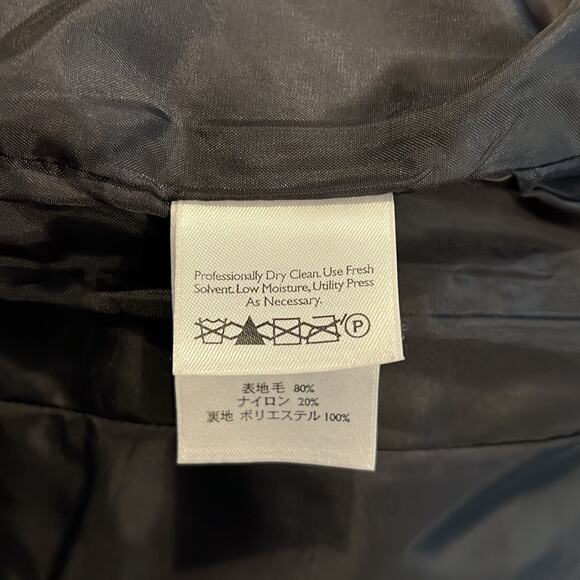 Professionally Dry Clean. Use Fresh
Solvent. Low Moisture, Utility Press
As Necessary.
P
表地 毛 80%
ナイロン 20%
裏地 ポリエステル 100%